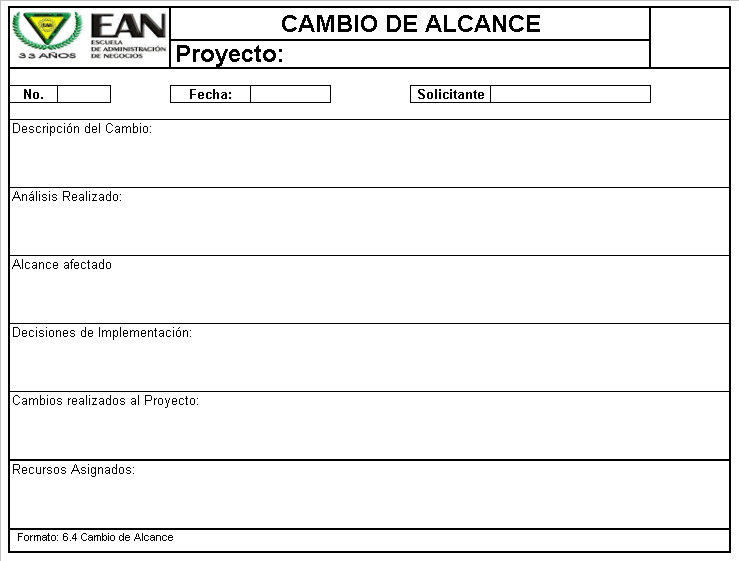 EAN
ESCUELA
DE ADMINISTRACIÓN
DE NEGOCIOS
33 AÑOS
CAMBIO DE ALCANCE
Proyecto:
No.
Fecha:
Solicitante
Descripción del Cambio:
Análisis Realizado:
Alcance afectado
Decisiones de Implementación:
Cambios realizados al Proyecto:
Recursos Asignados:
Formato: 6.4 Cambio de Alcance